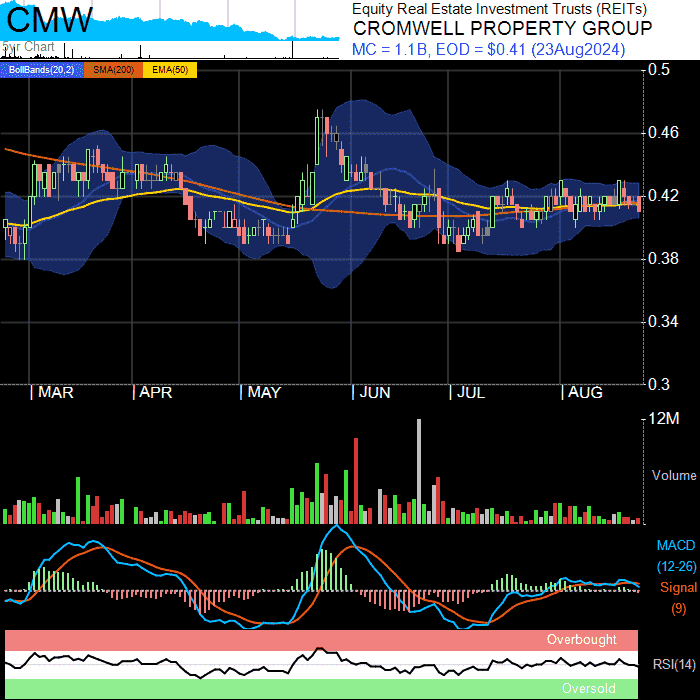 CMW
5yr Chart
Equity Real Estate Investment Trusts (REITs)
CROMWELL PROPERTY GROUP
MC = 1.1B, EOD = $0.41 (23Aug2024)
BollBands(20,2) SMA(200) EMA(50)
0.5
0.46
0.42
0.38
0.34
0.3
MAR APR MAY JUN JUL AUG
12M
Volume
MACD
(12-26)
Signal
(9)
Overbought
RSI(14)
Oversold